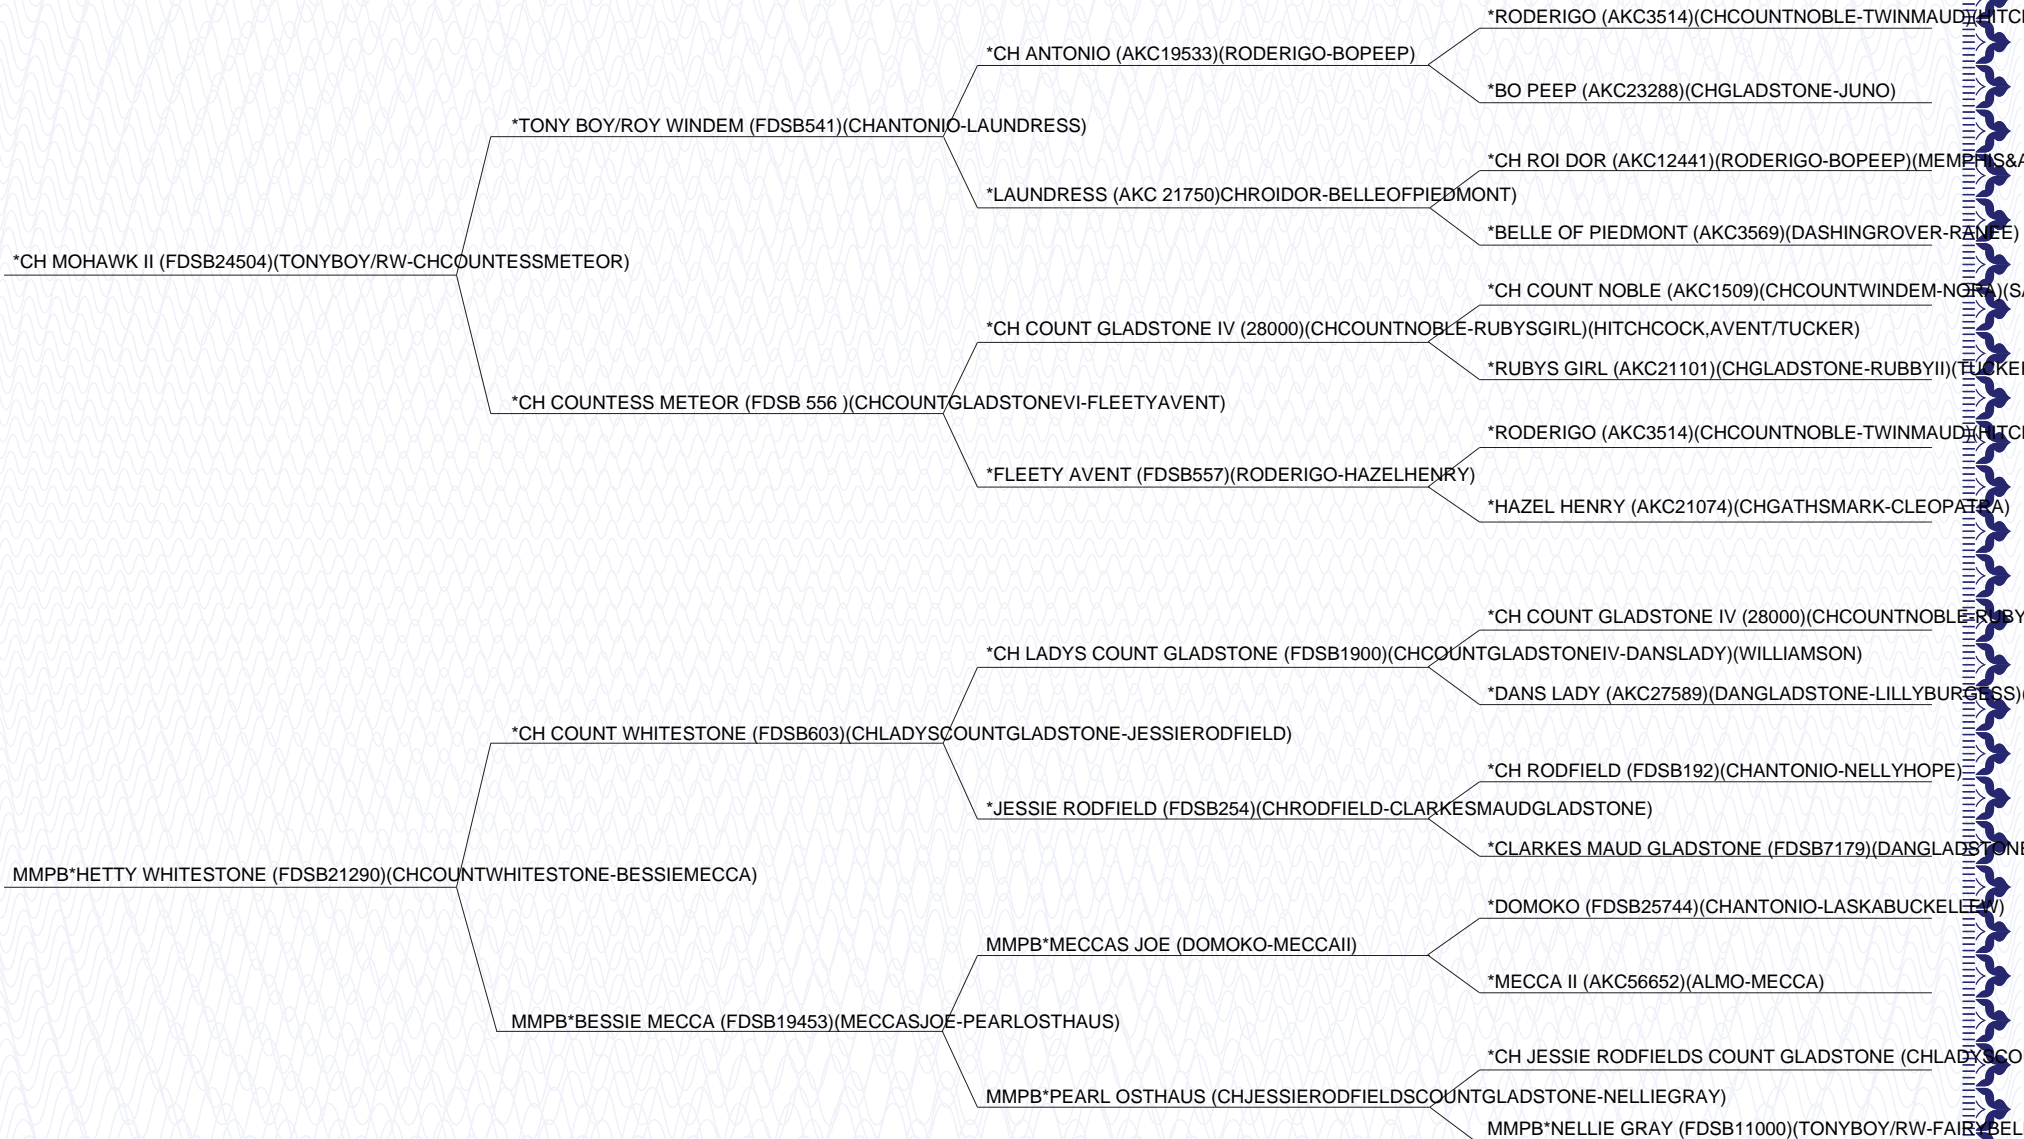 *RODERIGO (AKC3514)(CHCOUNTNOBLE-TWINMAUD)(HITC
*CH ANTONIO (AKC19533)(RODERIGO-BOPEEP)
*BO PEEP (AKC23288)(CHGLADSTONE-JUNO)
*TONY BOY/ROY WINDEM (FDSB541)(CHANTONIO-LAUNDRESS)
*CH ROI DOR (AKC12441)(RODERIGO-BOPEEP)(MEMPHIS&A
*LAUNDRESS (AKC 21750)CHROIDOR-BELLEOFPIEDMONT)
*BELLE OF PIEDMONT (AKC3569)(DASHINGROVER-RANEE)
*CH MOHAWK II (FDSB24504)(TONYBOY/RW-CHCOUNTESSMETEOR)
*CH COUNT NOBLE (AKC1509)(CHCOUNTWINDEM-NORA)(SA
*CH COUNT GLADSTONE IV (28000)(CHCOUNTNOBLE-RUBYSGIRL)(HITCHCOCK,AVENT/TUCKER)
*RUBYS GIRL (AKC21101)(CHGLADSTONE-RUBBYII)(TUCKE
*CH COUNTESS METEOR (FDSB 556 )(CHCOUNTGLADSTONEVI-FLEETYAVENT)
*RODERIGO (AKC3514)(CHCOUNTNOBLE-TWINMAUD)(HITC
*FLEETY AVENT (FDSB557)(RODERIGO-HAZELHENRY)
*HAZEL HENRY (AKC21074)(CHGATHSMARK-CLEOPATRA)
*CH COUNT GLADSTONE IV (28000)(CHCOUNTNOBLE-RUBY
*CH LADYS COUNT GLADSTONE (FDSB1900)(CHCOUNTGLADSTONEIV-DANSLADY)(WILLIAMSON)
*DANS LADY (AKC27589)(DANGLADSTONE-LILLYBURGESS)(
*CH COUNT WHITESTONE (FDSB603)(CHLADYSCOUNTGLADSTONE-JESSIERODFIELD)
*CH RODFIELD (FDSB192)(CHANTONIO-NELLYHOPE)
*JESSIE RODFIELD (FDSB254)(CHRODFIELD-CLARKESMAUDGLADSTONE)
*CLARKES MAUD GLADSTONE (FDSB7179)(DANGLADSTONE
MMPB*HETTY WHITESTONE (FDSB21290)(CHCOUNTWHITESTONE-BESSIEMECCA)
*DOMOKO (FDSB25744)(CHANTONIO-LASKABUCKELLEW)
MMPB*MECCAS JOE (DOMOKO-MECCAII)
*MECCA II (AKC56652)(ALMO-MECCA)
MMPB*BESSIE MECCA (FDSB19453)(MECCASJOE-PEARLOSTHAUS)
*CH JESSIE RODFIELDS COUNT GLADSTONE (CHLADYSCO
MMPB*PEARL OSTHAUS (CHJESSIERODFIELDSCOUNTGLADSTONE-NELLIEGRAY)
MMPB*NELLIE GRAY (FDSB11000)(TONYBOY/RW-FAIRYBEL